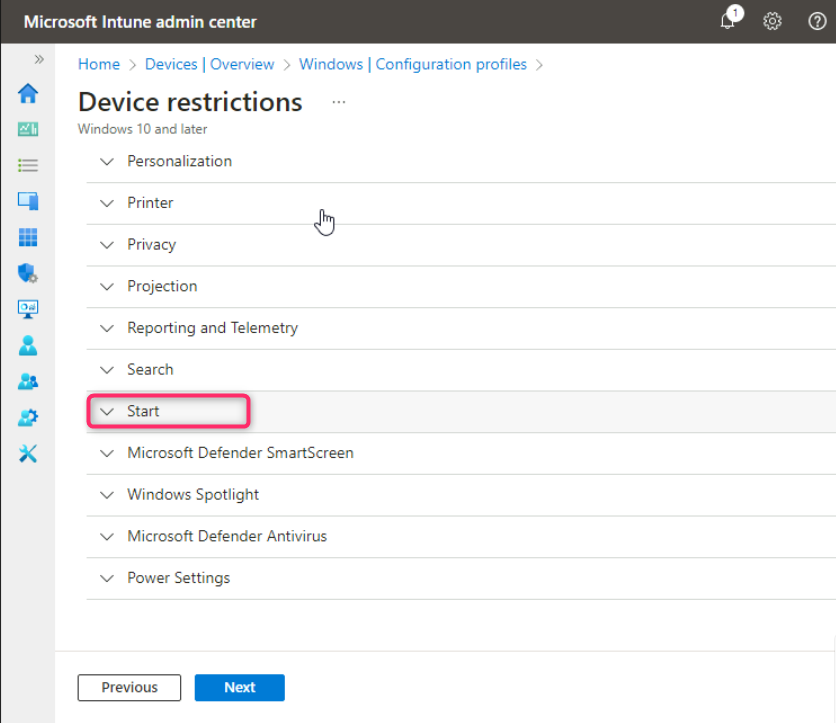 Microsoft Intune admin center
1
Home > Devices | Overview > Windows | Configuration profiles >
Device restrictions ...
Windows 10 and later
Personalization
Printer
Privacy
Projection
Reporting and Telemetry
Search
Start
Microsoft Defender SmartScreen
Windows Spotlight
Microsoft Defender Antivirus
Power Settings
Previous Next